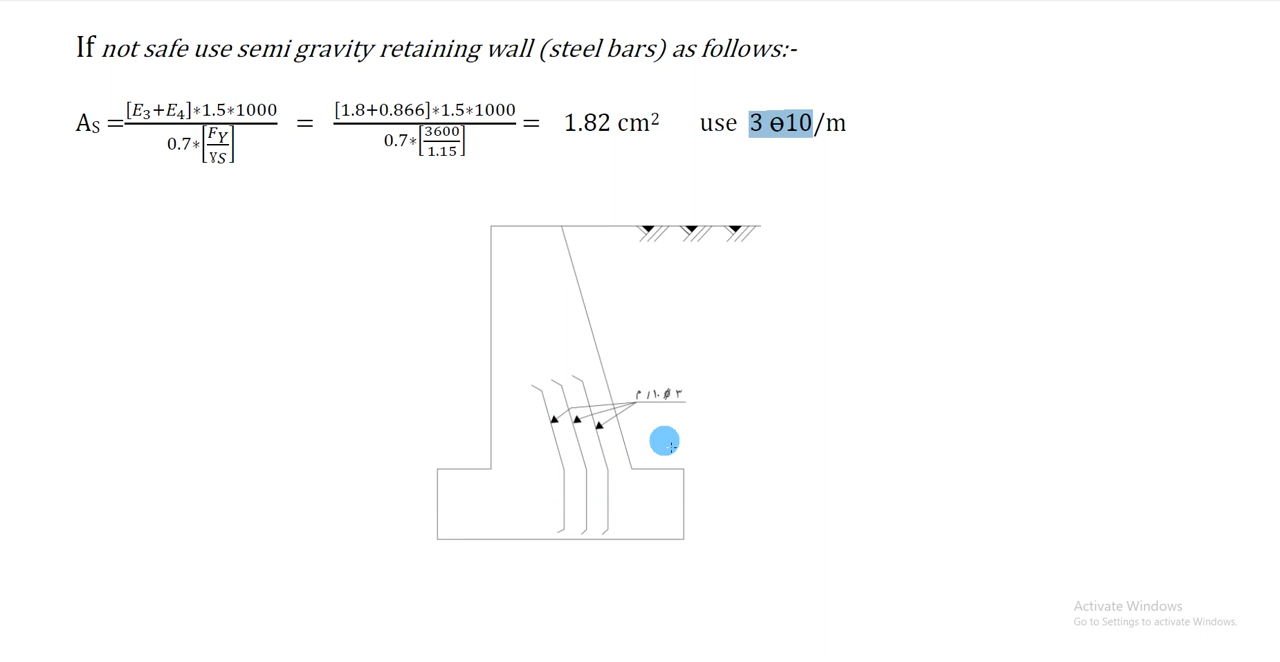 If not safe use semi gravity retaining wall (steel bars) as follows:-
As = [E₃+E₄]*1.5*1000 / 0.7*[FY/γS] = [1.8+0.866]*1.5*1000 / 0.7*[3600/1.15] = 1.82 cm² use 3 ө10/m
٣ ø ١٠/م
Activate Windows
Go to Settings to activate Windows.